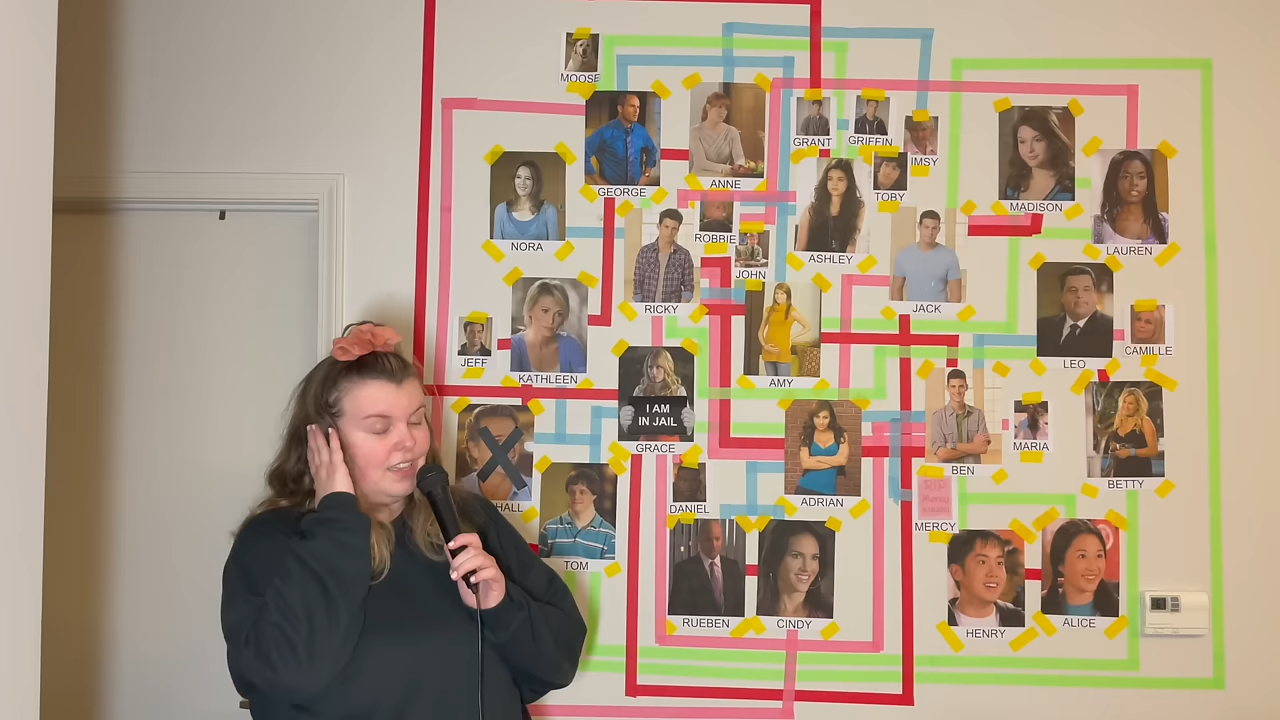 MOOSE
GEORGE
ANNE
GRANT
GRIFFIN
IMSY
TOBY
MADISON
LAUREN
NORA
ROBBIE
JOHN
ASHLEY
RICKY
JACK
JEFF
KATHLEEN
AMY
LEO
CAMILLE
I AM
IN JAIL
GRACE
HALL
TOM
DANIEL
ADRIAN
BEN
MARIA
BETTY
RIP
MERCY
RUEBEN
CINDY
HENRY
ALICE